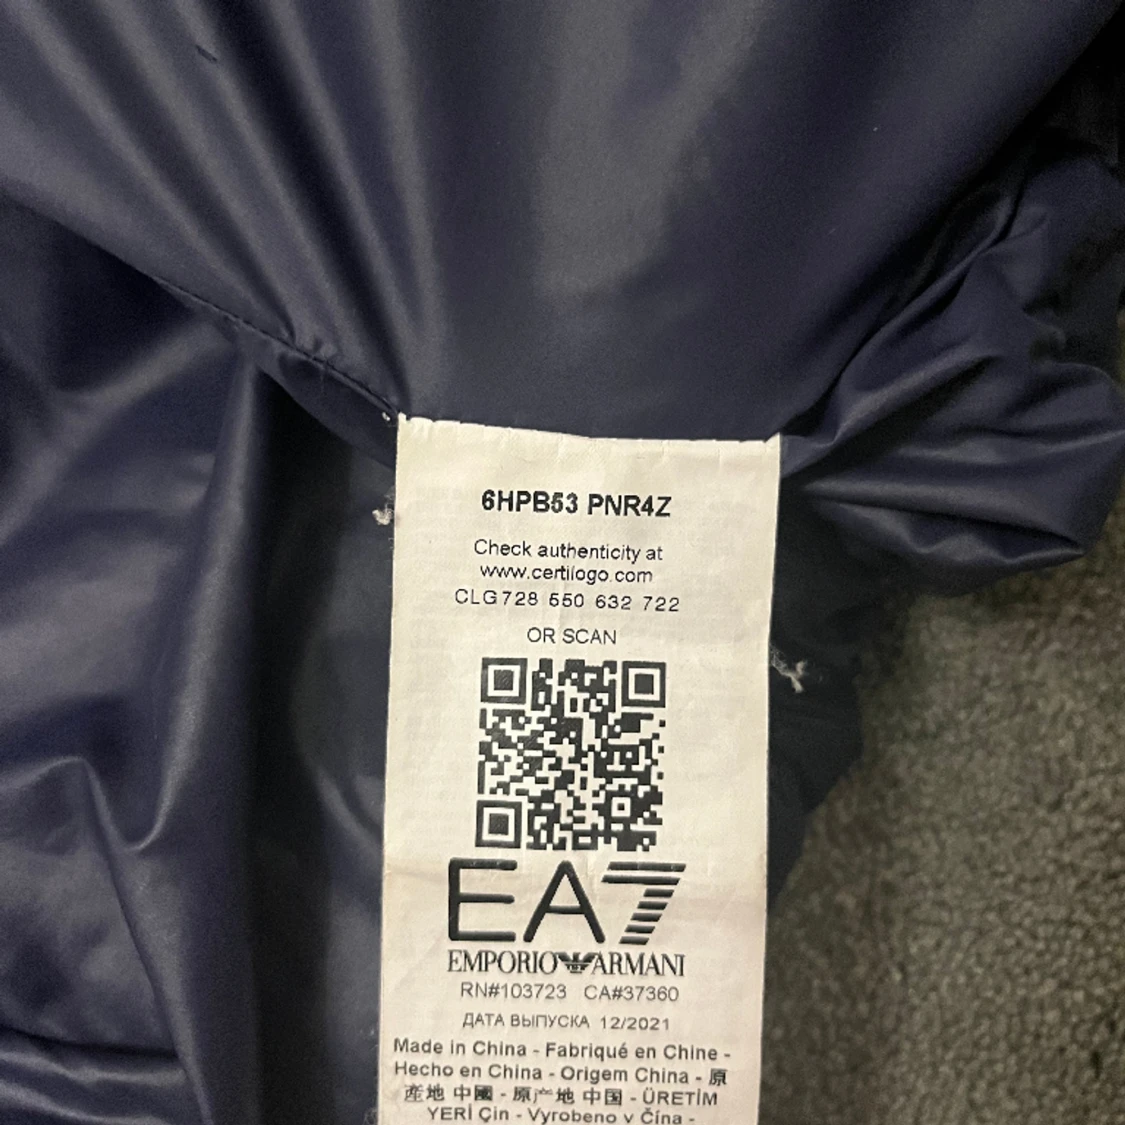 6HPB53 PNR4Z
Check authenticity at
www.certilogo.com
CLG 728 550 632 722
OR SCAN
EA7
EMPORIO ARMANI
RN#103723 CA#37360
ДАТА ВЫПУСКА 12/2021
Made in China - Fabriqué en Chine -
Hecho en China - Origem China - 原
産地 中國 - 原产地 中国 - ÜRETİM
YERİ Çin - Vyrobeno v Čína -